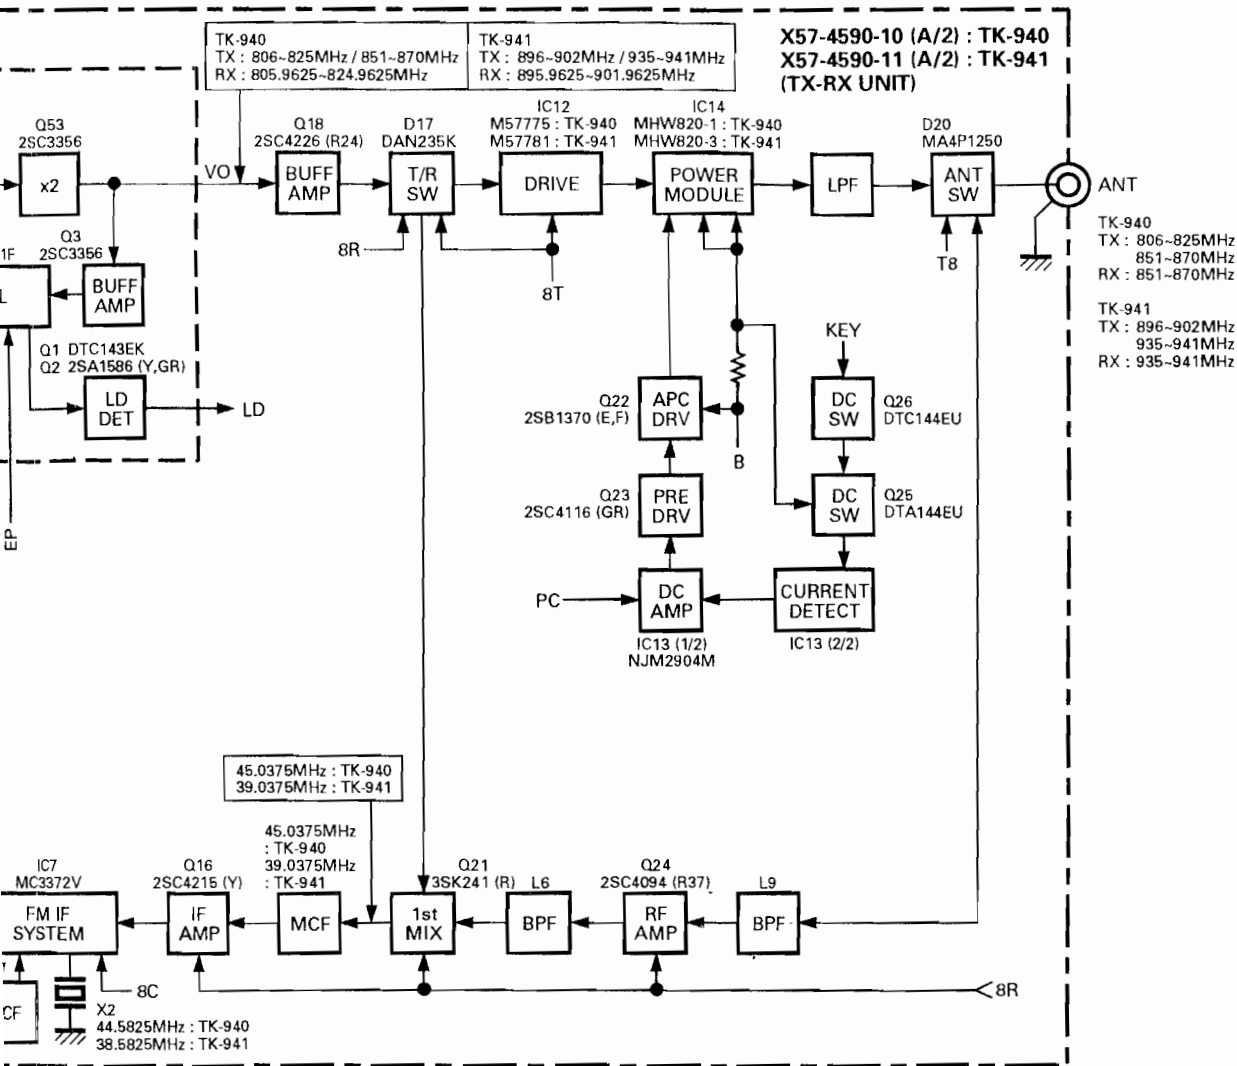 TK-940
TX : 806~825MHz / 851~870MHz
RX : 805.9625~824.9625MHz
TK-941
TX : 896~902MHz / 935~941MHz
RX : 895.9625~901.9625MHz
X57-4590-10 (A/2) : TK-940
X57-4590-11 (A/2) : TK-941
(TX-RX UNIT)
Q53
2SC3356
x2
VO
Q18
2SC4226 (R24)
BUFF
AMP
D17
DAN235K
T/R
SW
IC12
M57775 : TK-940
M57781 : TK-941
DRIVE
IC14
MHW820-1 : TK-940
MHW820-3 : TK-941
POWER
MODULE
LPF
D20
MA4P1250
ANT
SW
ANT
TK-940
TX : 806~825MHz
851~870MHz
RX : 851~870MHz
TK-941
TX : 896~902MHz
935~941MHz
RX : 935~941MHz
8R
8T
T8
Q3
2SC3356
1F
L
BUFF
AMP
Q1 DTC143EK
Q2 2SA1586 (Y,GR)
LD
DET
LD
EP
KEY
Q22
2SB1370 (E,F)
APC
DRV
B
DC
SW
Q26
DTC144EU
Q23
2SC4116 (GR)
PRE
DRV
DC
SW
Q25
DTA144EU
PC
DC
AMP
IC13 (1/2)
NJM2904M
CURRENT
DETECT
IC13 (2/2)
45.0375MHz : TK-940
39.0375MHz : TK-941
45.0375MHz
: TK-940
39.0375MHz
: TK-941
IC7
MC3372V
FM IF
SYSTEM
Q16
2SC4215 (Y)
IF
AMP
MCF
1st
MIX
Q21
3SK241 (R)
L6
BPF
Q24
2SC4094 (R37)
RF
AMP
L9
BPF
8C
8R
CF
X2
44.5825MHz : TK-940
38.5825MHz : TK-941